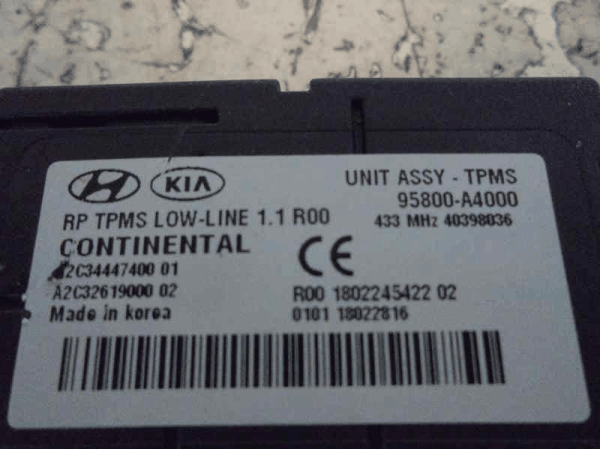 KIA
UNIT ASSY - TPMS
95800-A4000
RP TPMS LOW-LINE 1.1 R00
433 MHz 40398036
CONTINENTAL
CE
A2C34447400 01
A2C32619000 02
R00 1802245422 02
Made in korea
0101 18022816